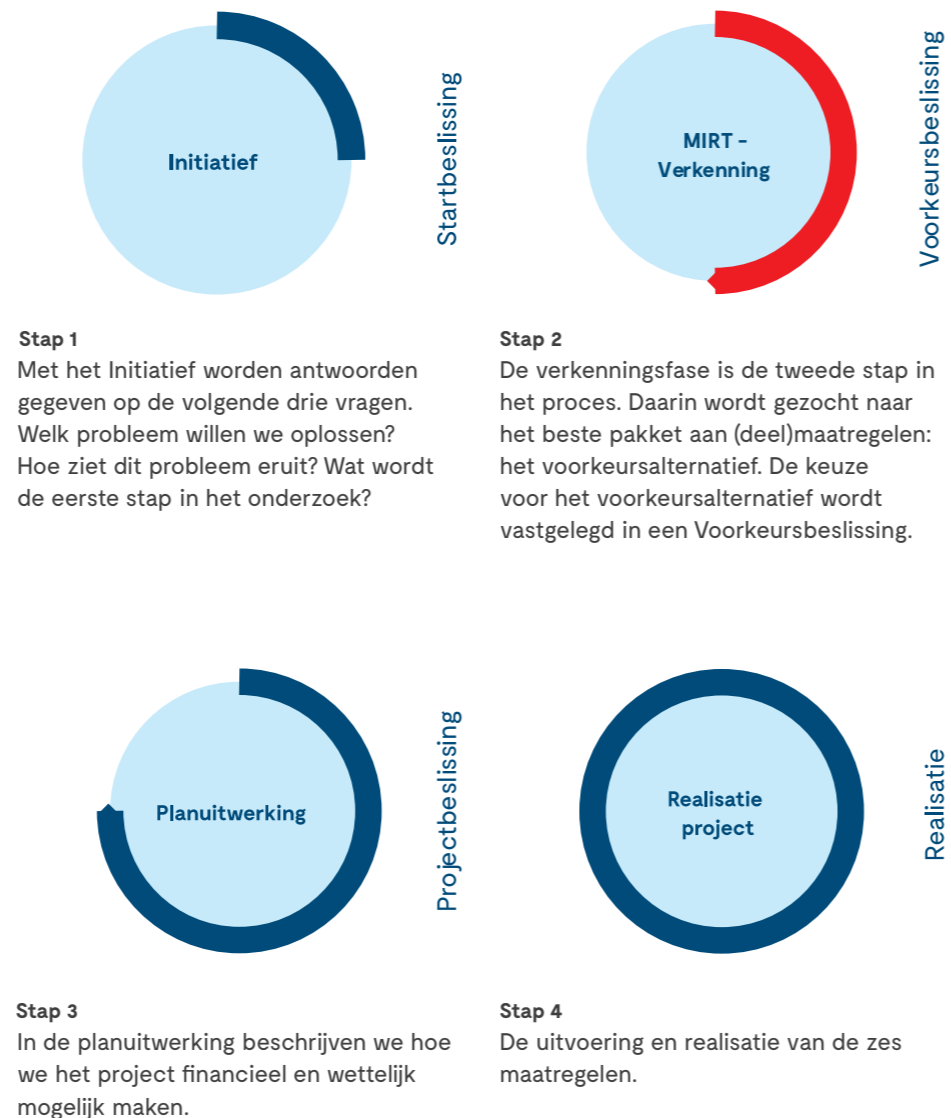 Initiatief
Startbeslissing
Stap 1
Met het Initiatief worden antwoorden
gegeven op de volgende drie vragen.
Welk probleem willen we oplossen?
Hoe ziet dit probleem eruit? Wat wordt
de eerste stap in het onderzoek?
MIRT -
Verkenning
Voorkeursbeslissing
Stap 2
De verkenningsfase is de tweede stap in
het proces. Daarin wordt gezocht naar
het beste pakket aan (deel)maatregelen:
het voorkeursalternatief. De keuze
voor het voorkeursalternatief wordt
vastgelegd in een Voorkeursbeslissing.
Planuitwerking
Projectbeslissing
Stap 3
In de planuitwerking beschrijven we hoe
we het project financieel en wettelijk
mogelijk maken.
Realisatie
project
Realisatie
Stap 4
De uitvoering en realisatie van de zes
maatregelen.